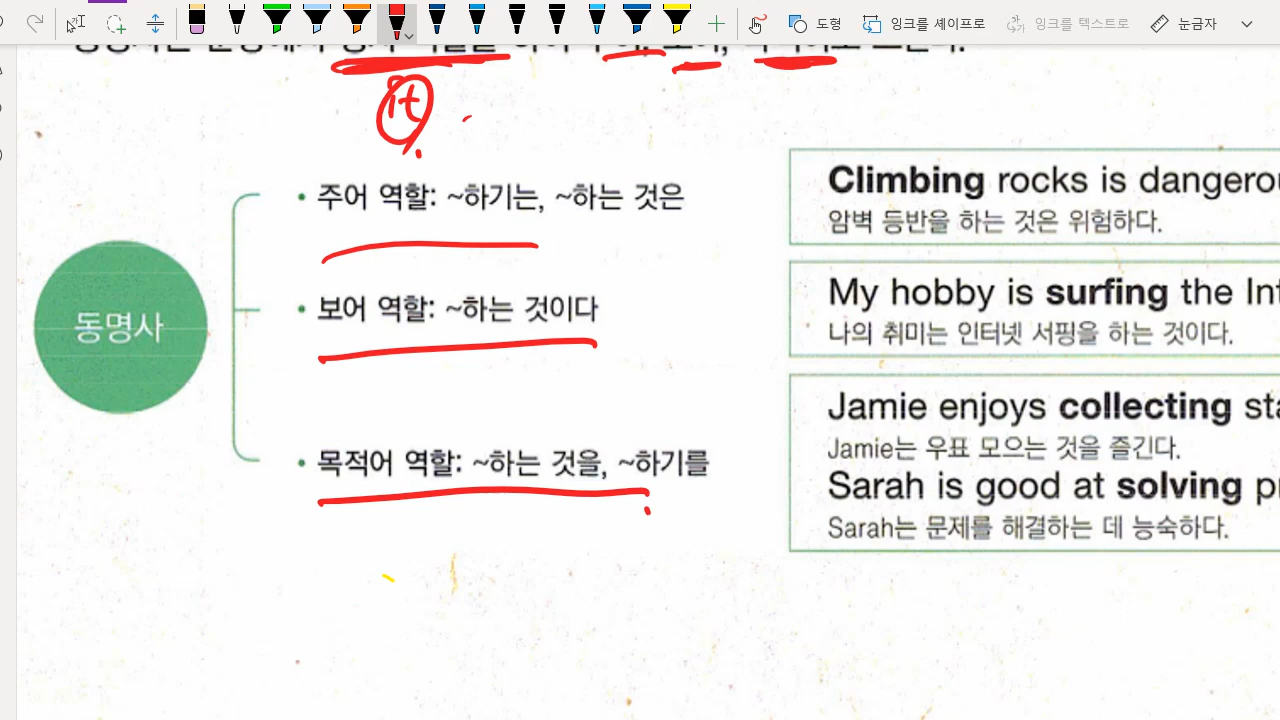 도형
잉크를 셰이프로
잉크를 텍스트로
눈금자
it
주어 역할: ~하기는, ~하는 것은
Climbing rocks is
암벽 등반을 하는 것은 위험하다.
동명사
보어 역할: ~하는 것이다
My hobby is surfing the
나의 취미는 인터넷 서핑을 하는 것이다.
목적어 역할: ~하는 것을, ~하기를
Jamie enjoys collecting
Jamie는 우표 모으는 것을 즐긴다.
Sarah is good at solving
Sarah는 문제를 해결하는 데 능숙하다.